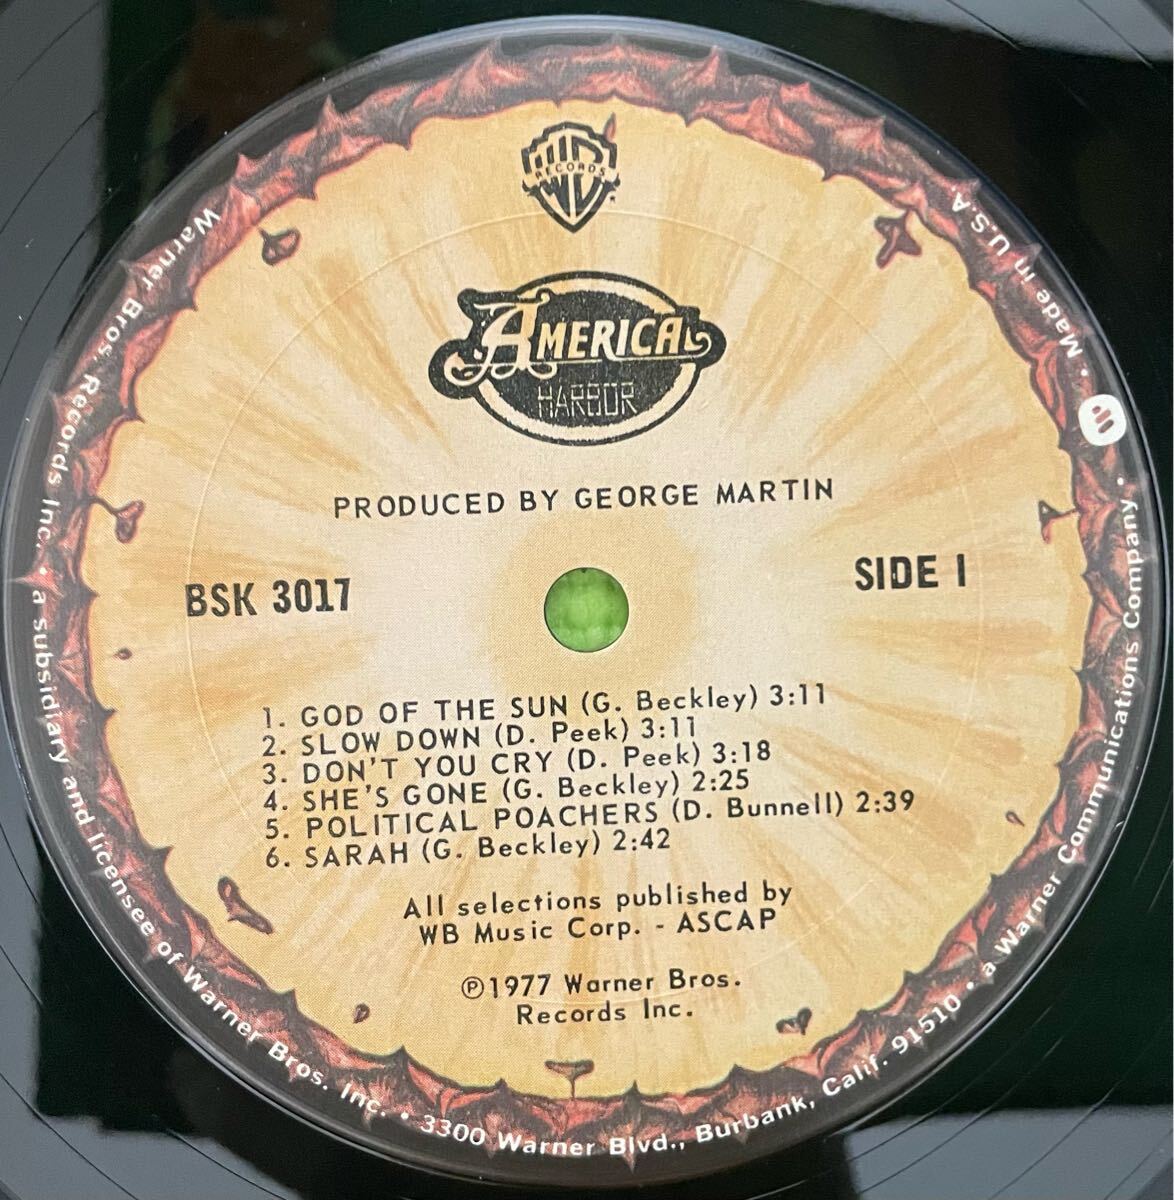 WB
RECORDS
AMERICA
HARBOR
PRODUCED BY GEORGE MARTIN
BSK 3017
SIDE 1
1. GOD OF THE SUN (G. Beckley) 3:11
2. SLOW DOWN (D. Peek) 3:11
3. DON'T YOU CRY (D. Peek) 3:18
4. SHE'S GONE (G. Beckley) 2:25
5. POLITICAL POACHERS (D. Bunnell) 2:39
6. SARAH (G. Beckley) 2:42
All selections published by
WB Music Corp. - ASCAP
℗1977 Warner Bros.
Records Inc.
Warner Bros. Records Inc. • a subsidiary and licensee of Warner Bros. Inc. • 3300 Warner Blvd., Burbank, Calif. 91510 • a Warner Communications Company • Made in U.S.A.